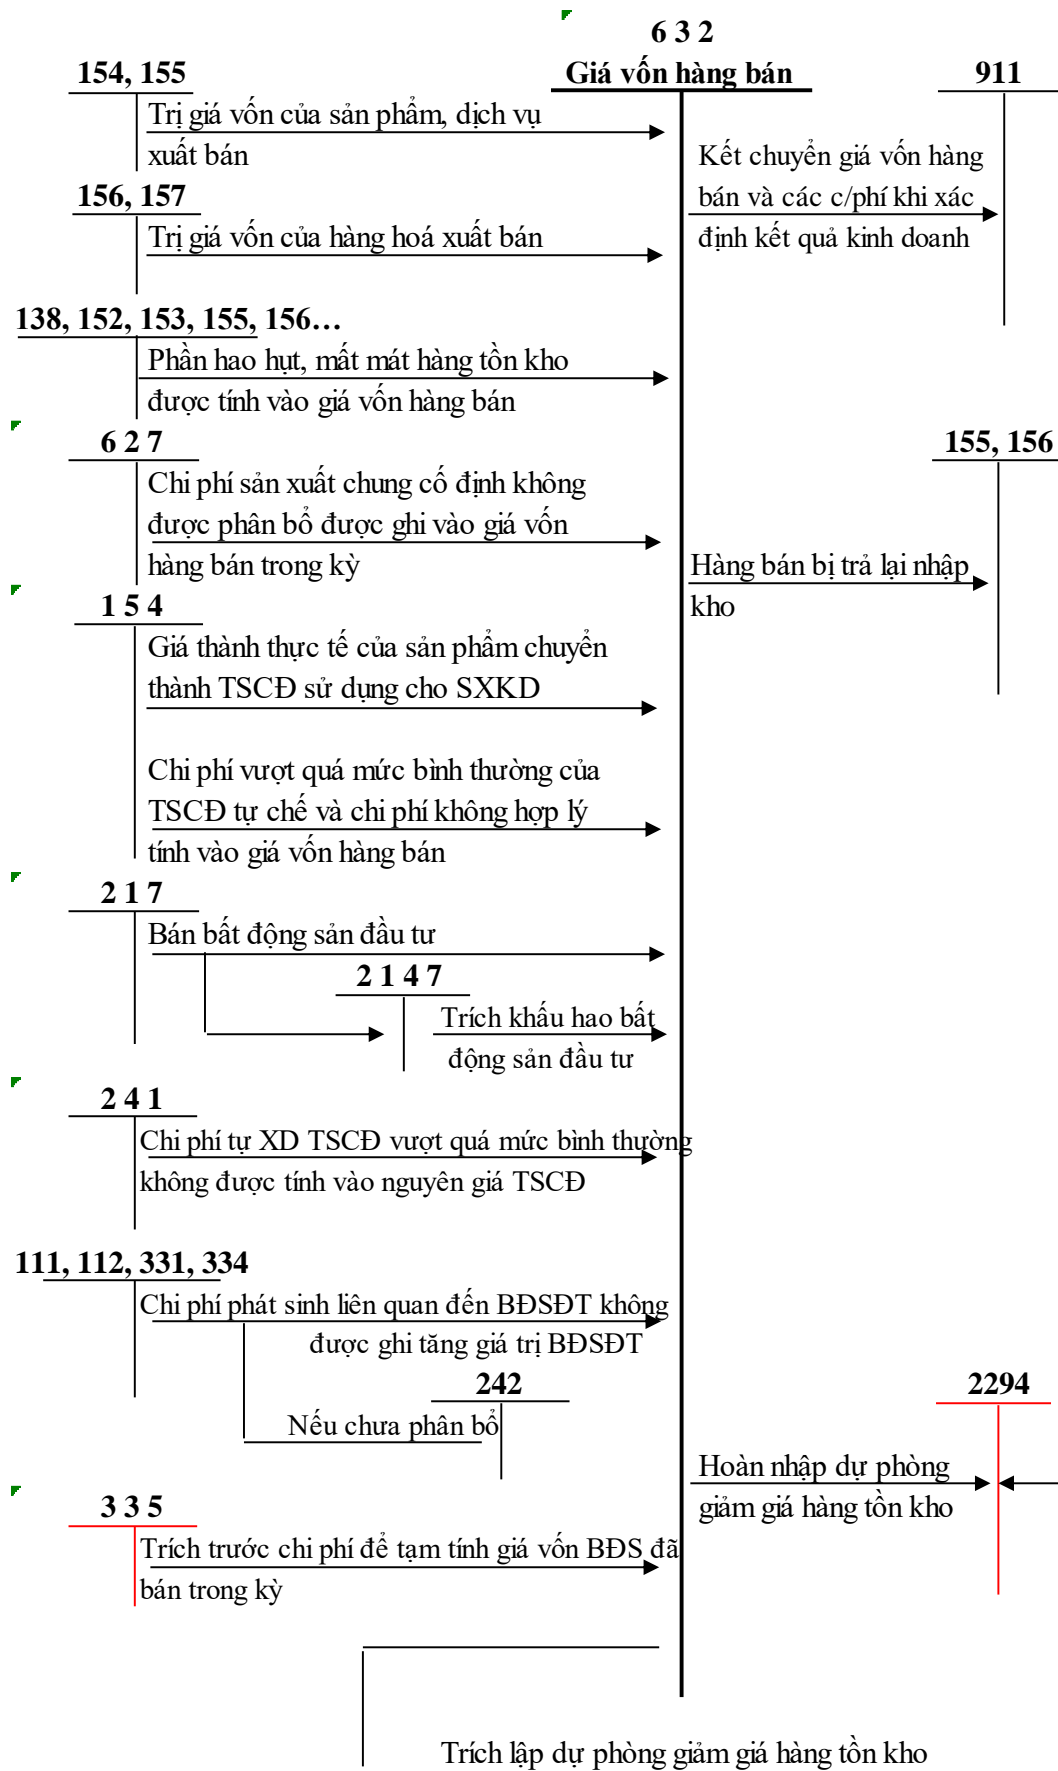 6 3 2
154, 155
Giá vốn hàng bán
911
Trị giá vốn của sản phẩm, dịch vụ
xuất bán
Kết chuyển giá vốn hàng
bán và các c/phí khi xác
định kết quả kinh doanh
156, 157
Trị giá vốn của hàng hoá xuất bán
138, 152, 153, 155, 156…
Phần hao hụt, mất mát hàng tồn kho
được tính vào giá vốn hàng bán
6 2 7
155, 156
Chi phí sản xuất chung cố định không
được phân bổ được ghi vào giá vốn
hàng bán trong kỳ
Hàng bán bị trả lại nhập
kho
1 5 4
Giá thành thực tế của sản phẩm chuyển
thành TSCĐ sử dụng cho SXKD
Chi phí vượt quá mức bình thường của
TSCĐ tự chế và chi phí không hợp lý
tính vào giá vốn hàng bán
2 1 7
Bán bất động sản đầu tư
2 1 4 7
Trích khấu hao bất
động sản đầu tư
2 4 1
Chi phí tự XD TSCĐ vượt quá mức bình thường
không được tính vào nguyên giá TSCĐ
111, 112, 331, 334
Chi phí phát sinh liên quan đến BĐSĐT không
được ghi tăng giá trị BĐSĐT
242
2294
Nếu chưa phân bổ
Hoàn nhập dự phòng
giảm giá hàng tồn kho
3 3 5
Trích trước chi phí để tạm tính giá vốn BĐS đã
bán trong kỳ
Trích lập dự phòng giảm giá hàng tồn kho